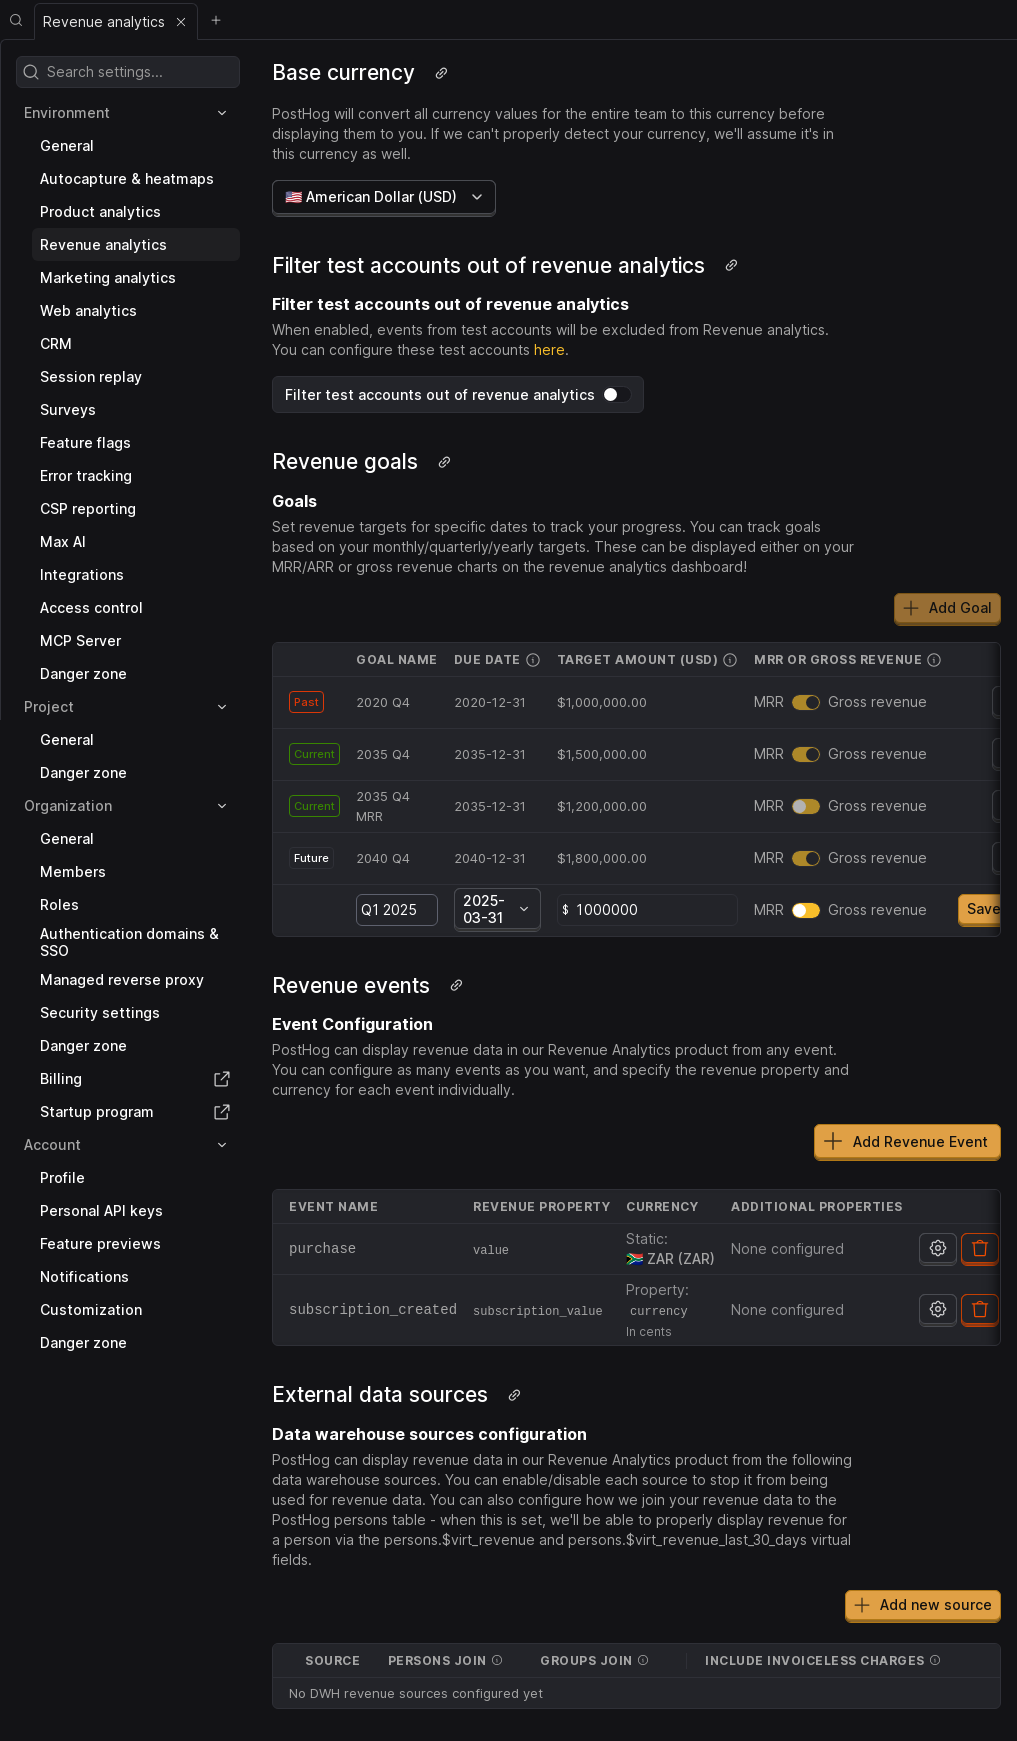 Revenue analytics
Search settings...
Environment
General
Autocapture & heatmaps
Product analytics
Revenue analytics
Marketing analytics
Web analytics
CRM
Session replay
Surveys
Feature flags
Error tracking
CSP reporting
Max AI
Integrations
Access control
MCP Server
Danger zone
Project
General
Danger zone
Organization
General
Members
Roles
Authentication domains &
SSO
Managed reverse proxy
Security settings
Danger zone
Billing
Startup program
Account
Profile
Personal API keys
Feature previews
Notifications
Customization
Danger zone
Base currency
PostHog will convert all currency values for the entire team to this currency before
displaying them to you. If we can't properly detect your currency, we'll assume it's in
this currency as well.
🇺🇸 American Dollar (USD)
Filter test accounts out of revenue analytics
Filter test accounts out of revenue analytics
When enabled, events from test accounts will be excluded from Revenue analytics.
You can configure these test accounts here.
Filter test accounts out of revenue analytics
Revenue goals
Goals
Set revenue targets for specific dates to track your progress. You can track goals
based on your monthly/quarterly/yearly targets. These can be displayed either on your
MRR/ARR or gross revenue charts on the revenue analytics dashboard!
Add Goal
GOAL NAME DUE DATE TARGET AMOUNT (USD) MRR OR GROSS REVENUE
Past 2020 Q4 2020-12-31 $1,000,000.00 MRR Gross revenue
Current 2035 Q4 2035-12-31 $1,500,000.00 MRR Gross revenue
Current 2035 Q4 MRR 2035-12-31 $1,200,000.00 MRR Gross revenue
Future 2040 Q4 2040-12-31 $1,800,000.00 MRR Gross revenue
Q1 2025 2025-03-31 $ 1000000 MRR Gross revenue Save
Revenue events
Event Configuration
PostHog can display revenue data in our Revenue Analytics product from any event.
You can configure as many events as you want, and specify the revenue property and
currency for each event individually.
Add Revenue Event
EVENT NAME REVENUE PROPERTY CURRENCY ADDITIONAL PROPERTIES
purchase value Static: 🇿🇦 ZAR (ZAR) None configured
subscription_created subscription_value Property: currency In cents None configured
External data sources
Data warehouse sources configuration
PostHog can display revenue data in our Revenue Analytics product from the following
data warehouse sources. You can enable/disable each source to stop it from being
used for revenue data. You can also configure how we join your revenue data to the
PostHog persons table - when this is set, we'll be able to properly display revenue for
a person via the persons.$virt_revenue and persons.$virt_revenue_last_30_days virtual
fields.
Add new source
SOURCE PERSONS JOIN GROUPS JOIN INCLUDE INVOICELESS CHARGES
No DWH revenue sources configured yet